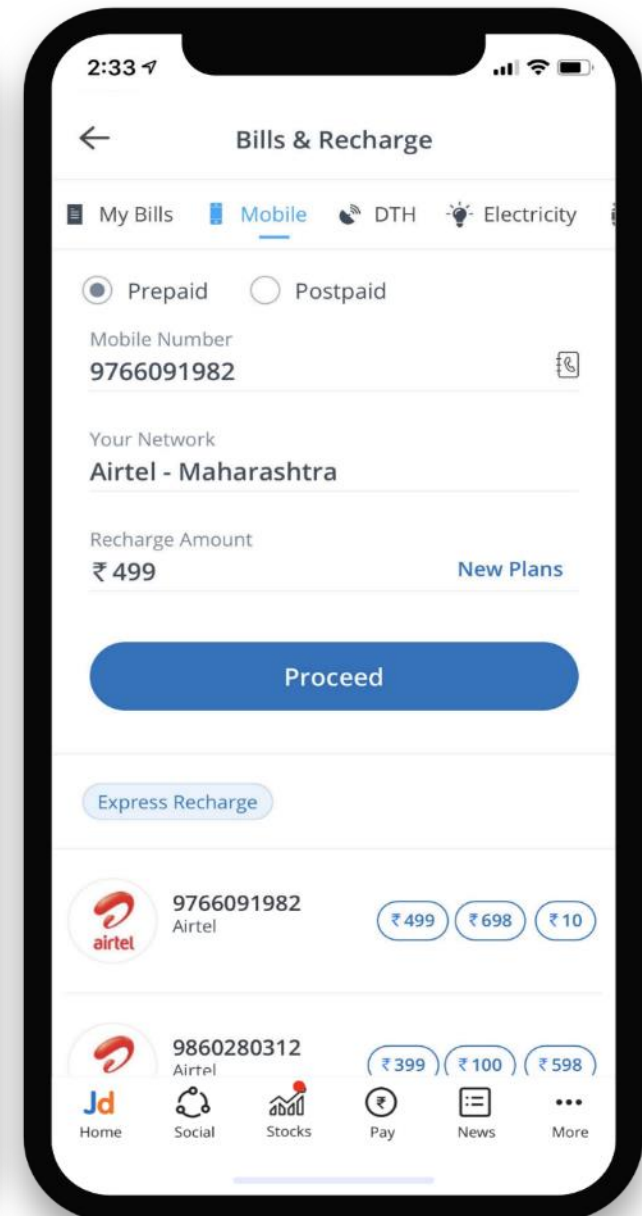 2:33
Bills & Recharge
My Bills Mobile DTH Electricity
Prepaid Postpaid
Mobile Number
9766091982
Your Network
Airtel - Maharashtra
Recharge Amount
₹ 499 New Plans
Proceed
Express Recharge
9766091982
Airtel
airtel
₹ 499 ₹ 698 ₹ 10
9860280312
Airtel
₹ 399 ₹ 100 ₹ 598
Jd
Home Social Stocks Pay News More